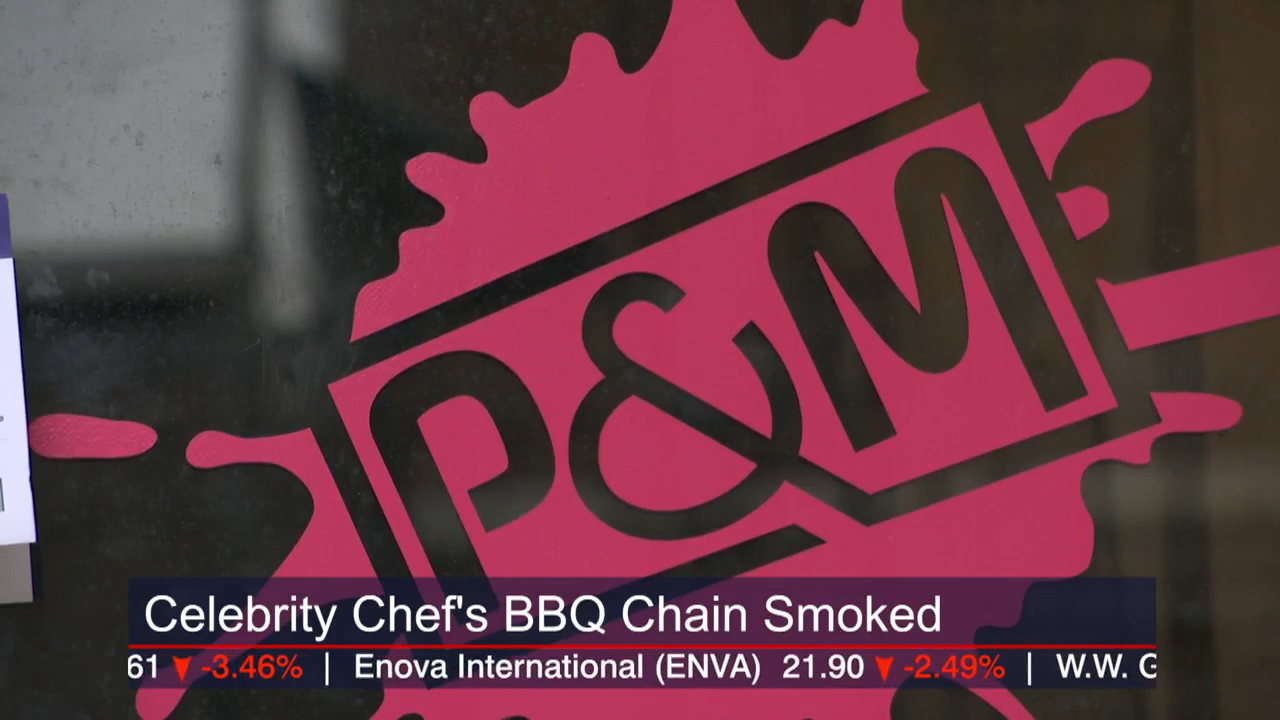 P&M
Celebrity Chef's BBQ Chain Smoked
61 ▼ -3.46% | Enova International (ENVA) 21.90 ▼ -2.49% | W.W. G